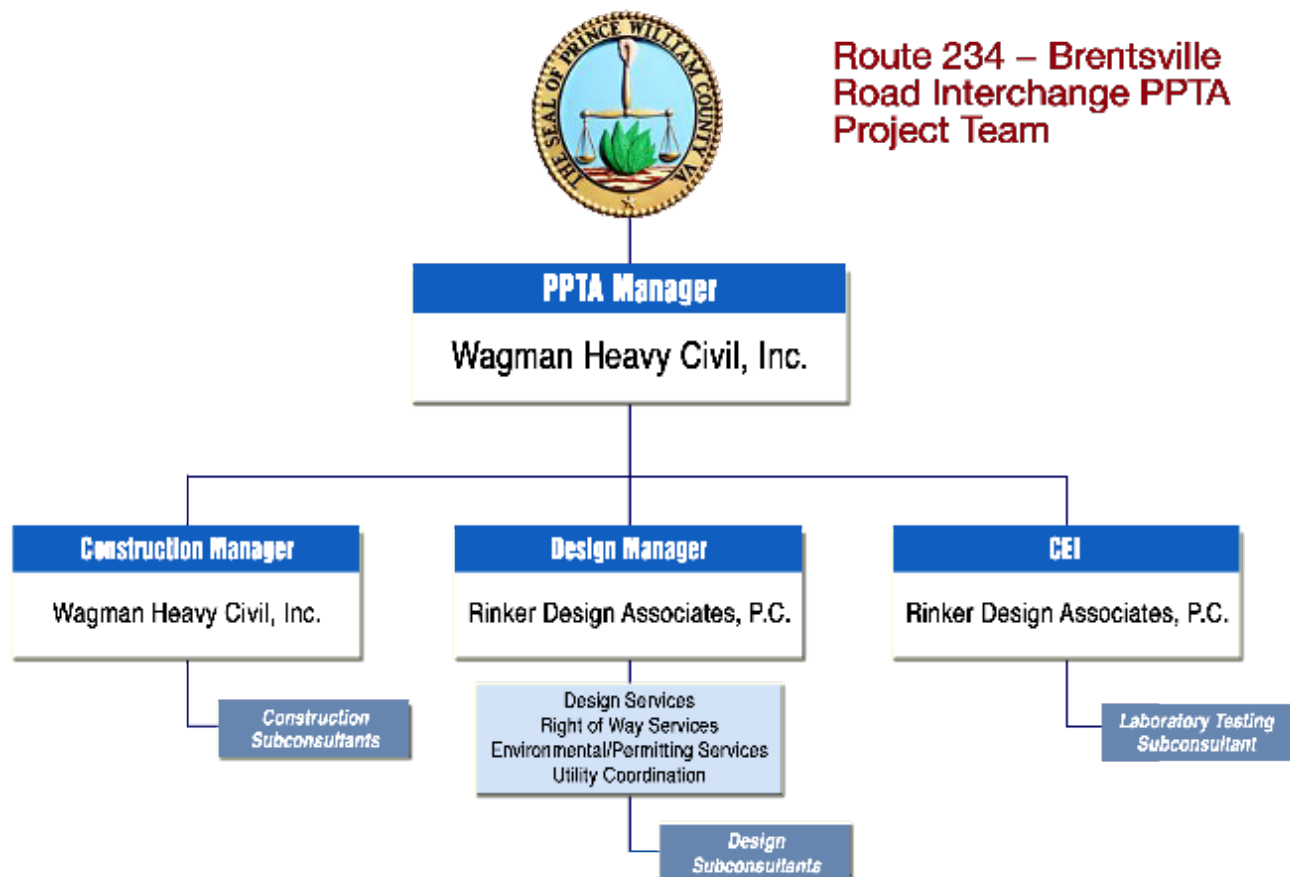 THE SEAL OF PRINCE WILLIAM COUNTY VA
Route 234 – Brentsville
Road Interchange PPTA
Project Team
PPTA Manager
Wagman Heavy Civil, Inc.
Construction Manager
Wagman Heavy Civil, Inc.
Construction
Subconsultants
Design Manager
Rinker Design Associates, P.C.
Design Services
Right of Way Services
Environmental/Permitting Services
Utility Coordination
Design
Subconsultants
CEI
Rinker Design Associates, P.C.
Laboratory Testing
Subconsultant